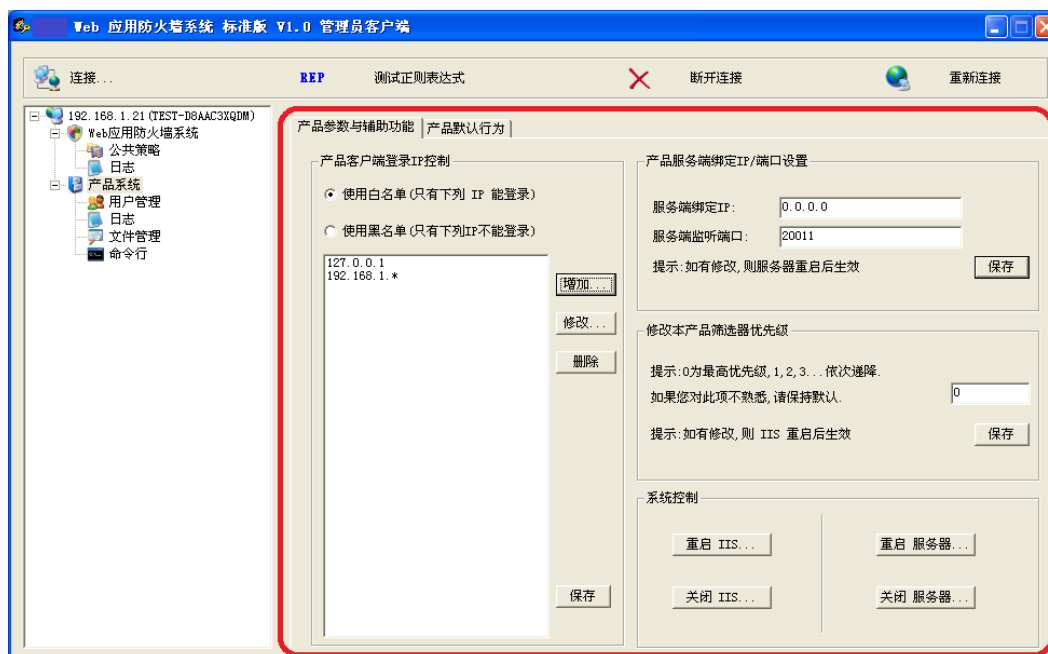 Web 应用防火墙系统 标准版 V1.0 管理员客户端
连接... REP 测试正则表达式 断开连接 重新连接
192.168.1.21(TEST-D8AAC3XQDM)
Web应用防火墙系统
公共策略
日志
产品系统
用户管理
日志
文件管理
命令行
产品参数与辅助功能 产品默认行为
产品客户端登录IP控制
使用白名单(只有下列 IP 能登录)
使用黑名单(只有下列IP不能登录)
127.0.0.1
192.168.1.*
增加...
修改...
删除
保存
产品服务端绑定IP/端口设置
服务端绑定IP: 0.0.0.0
服务端监听端口: 20011
提示:如有修改,则服务器重启后生效 保存
修改本产品筛选器优先级
提示:0为最高优先级,1,2,3...依次递降.
如果您对此项不熟悉,请保持默认. 0
提示:如有修改,则 IIS 重启后生效 保存
系统控制
重启 IIS... 重启 服务器...
关闭 IIS... 关闭 服务器...